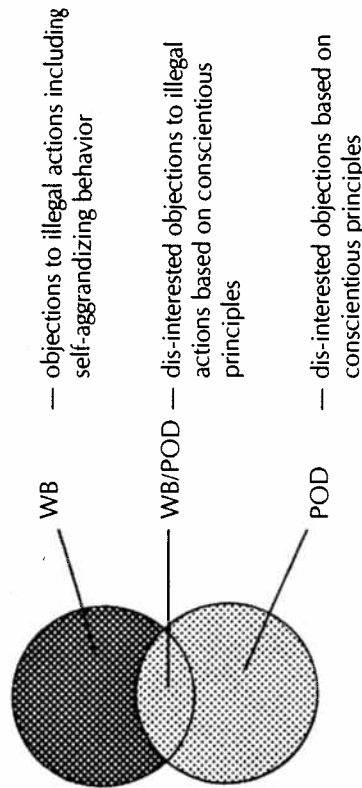 WB — objections to illegal actions including
self-aggrandizing behavior
WB/POD — dis-interested objections to illegal
actions based on conscientious
principles
POD — dis-interested objections based on
conscientious principles